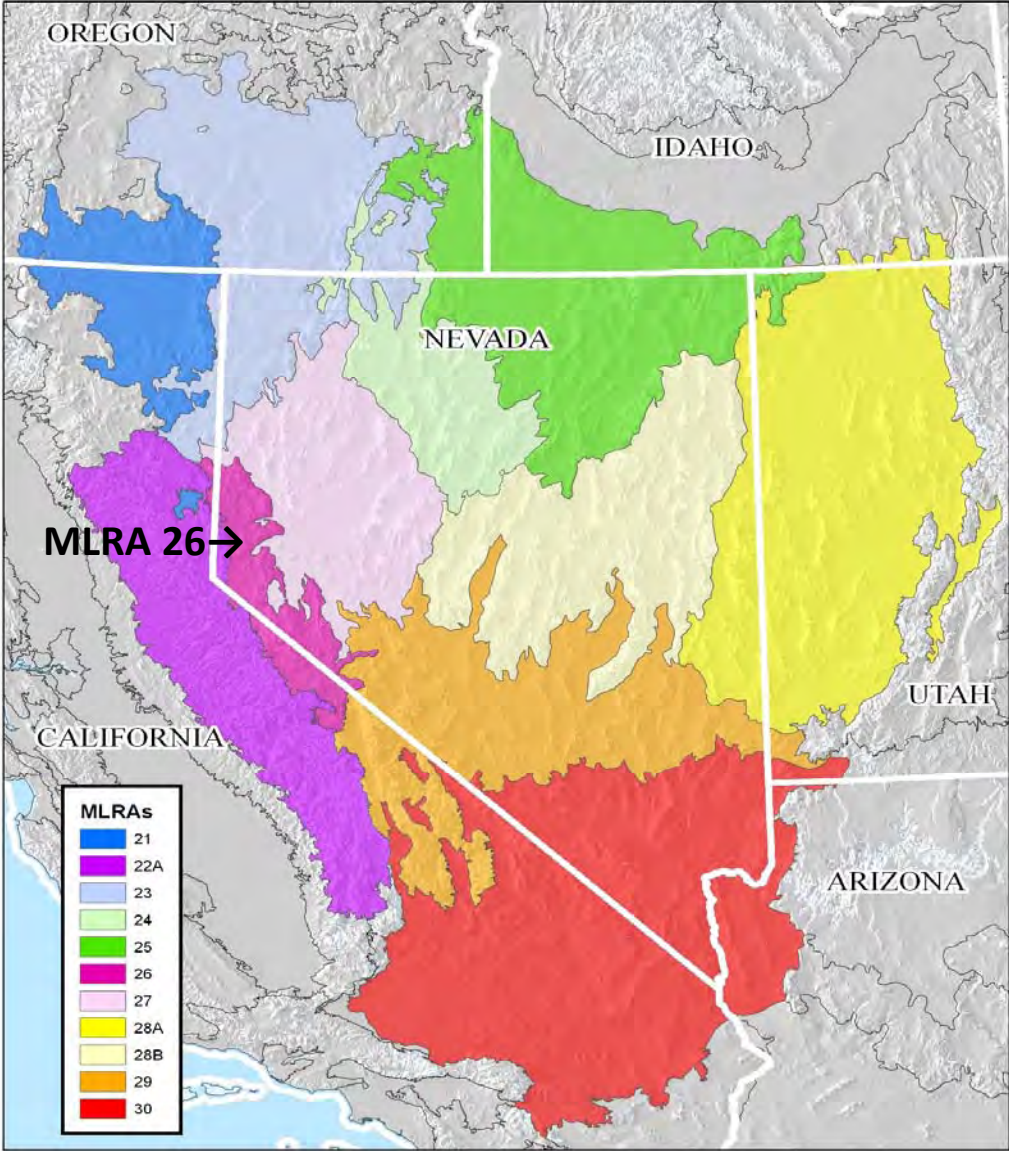 OREGON
IDAHO
NEVADA
MLRA 26→
UTAH
CALIFORNIA
ARIZONA
MLRAs
21
22A
23
24
25
26
27
28A
28B
29
30